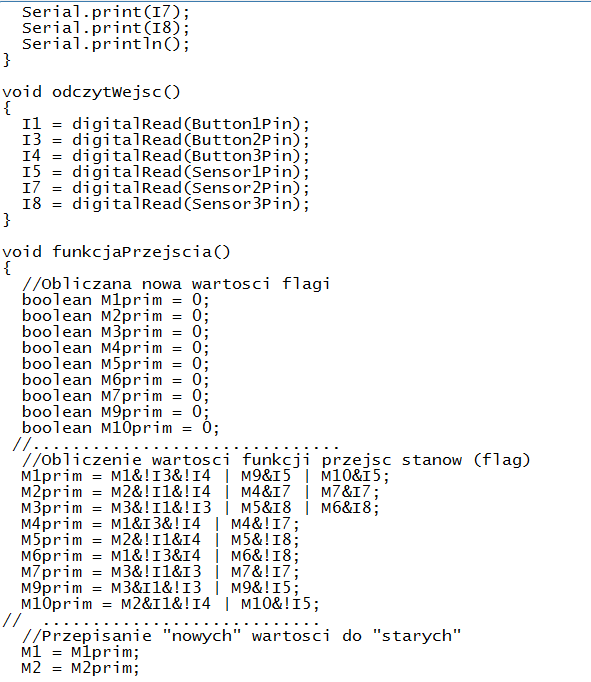 Serial.print(I7);
Serial.print(I8);
Serial.println();
}
void odczytWejsc()
{
I1 = digitalRead(Button1Pin);
I3 = digitalRead(Button2Pin);
I4 = digitalRead(Button3Pin);
I5 = digitalRead(Sensor1Pin);
I7 = digitalRead(Sensor2Pin);
I8 = digitalRead(Sensor3Pin);
}
void funkcjaPrzejscia()
{
//Obliczana nowa wartosci flagi
boolean M1prim = 0;
boolean M2prim = 0;
boolean M3prim = 0;
boolean M4prim = 0;
boolean M5prim = 0;
boolean M6prim = 0;
boolean M7prim = 0;
boolean M9prim = 0;
boolean M10prim = 0;
//...............................
//Obliczenie wartosci funkcji przejsc stanow (flag)
M1prim = M1&!I3&!I4 | M9&I5 | M10&I5;
M2prim = M2&!I1&!I4 | M4&I7 | M7&I7;
M3prim = M3&!I1&!I3 | M5&I8 | M6&I8;
M4prim = M1&I3&!I4 | M4&!I7;
M5prim = M2&!I1&I4 | M5&!I8;
M6prim = M1&!I3&I4 | M6&!I8;
M7prim = M3&!I1&I3 | M7&!I7;
M9prim = M3&I1&!I3 | M9&!I5;
M10prim = M2&I1&!I4 | M10&!I5;
// ............................
//Przepisanie "nowych" wartosci do "starych"
M1 = M1prim;
M2 = M2prim;